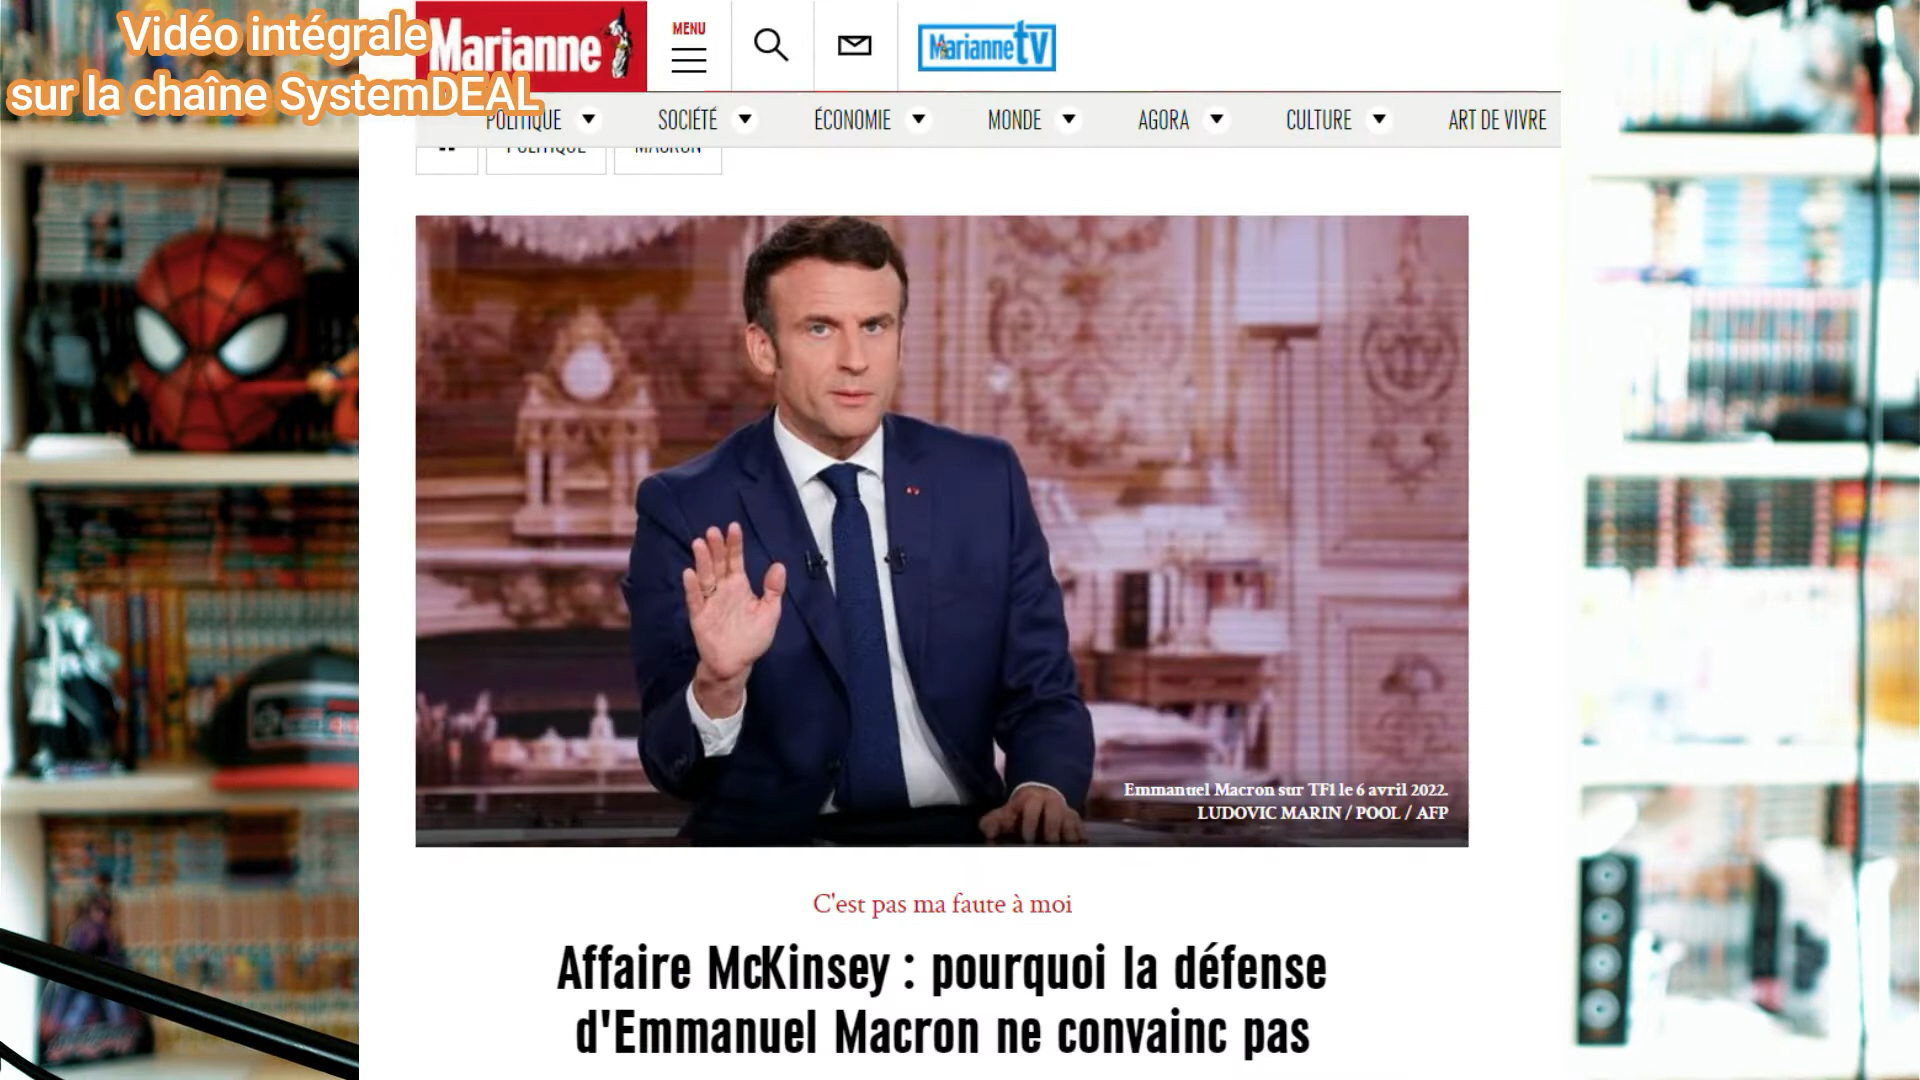 Vidéo intégrale
sur la chaîne SystemDEAL
Marianne
MENU
MarianneTV
POLITIQUE
SOCIÉTÉ
ÉCONOMIE
MONDE
AGORA
CULTURE
ART DE VIVRE
POLITIQUE
MACRON
Emmanuel Macron sur TF1 le 6 avril 2022.
LUDOVIC MARIN / POOL / AFP
C'est pas ma faute à moi
Affaire McKinsey : pourquoi la défense
d'Emmanuel Macron ne convainc pas